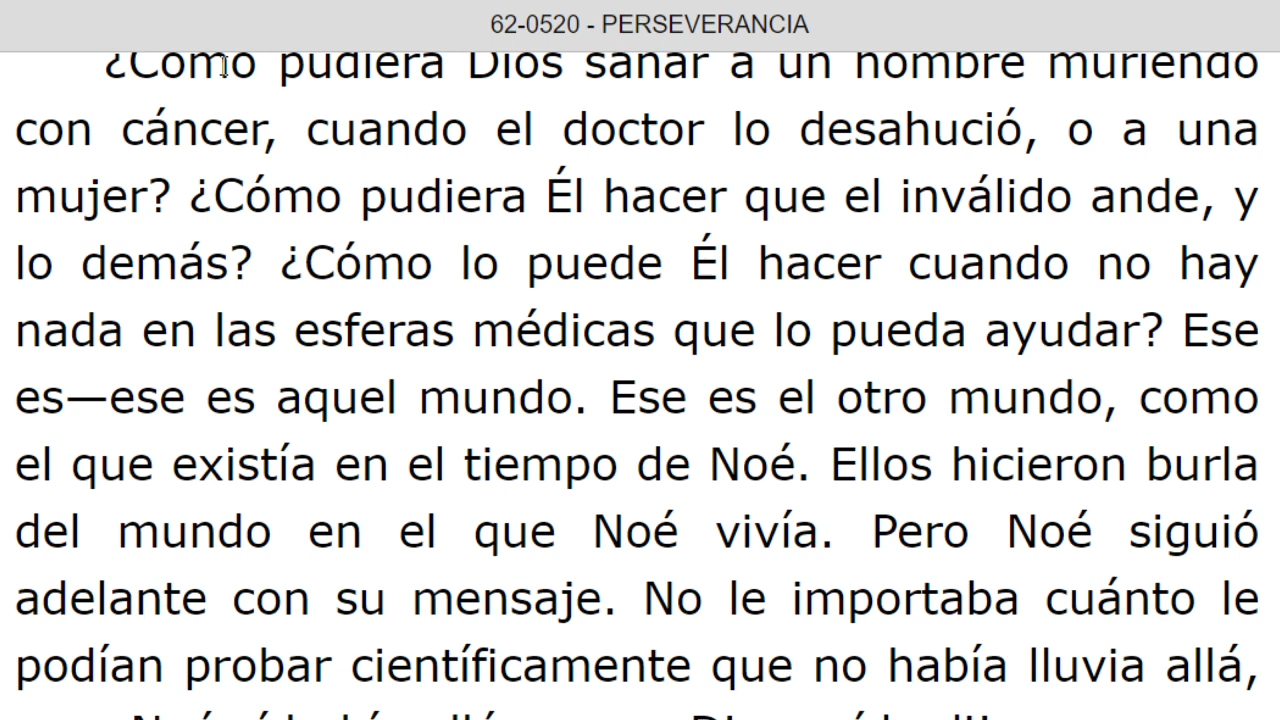 62-0520 - PERSEVERANCIA
¿Cómo pudiera Dios sanar a un hombre muriendo
con cáncer, cuando el doctor lo desahució, o a una
mujer? ¿Cómo pudiera Él hacer que el inválido ande, y
lo demás? ¿Cómo lo puede Él hacer cuando no hay
nada en las esferas médicas que lo pueda ayudar? Ese
es—ese es aquel mundo. Ese es el otro mundo, como
el que existía en el tiempo de Noé. Ellos hicieron burla
del mundo en el que Noé vivía. Pero Noé siguió
adelante con su mensaje. No le importaba cuánto le
podían probar científicamente que no había lluvia allá,